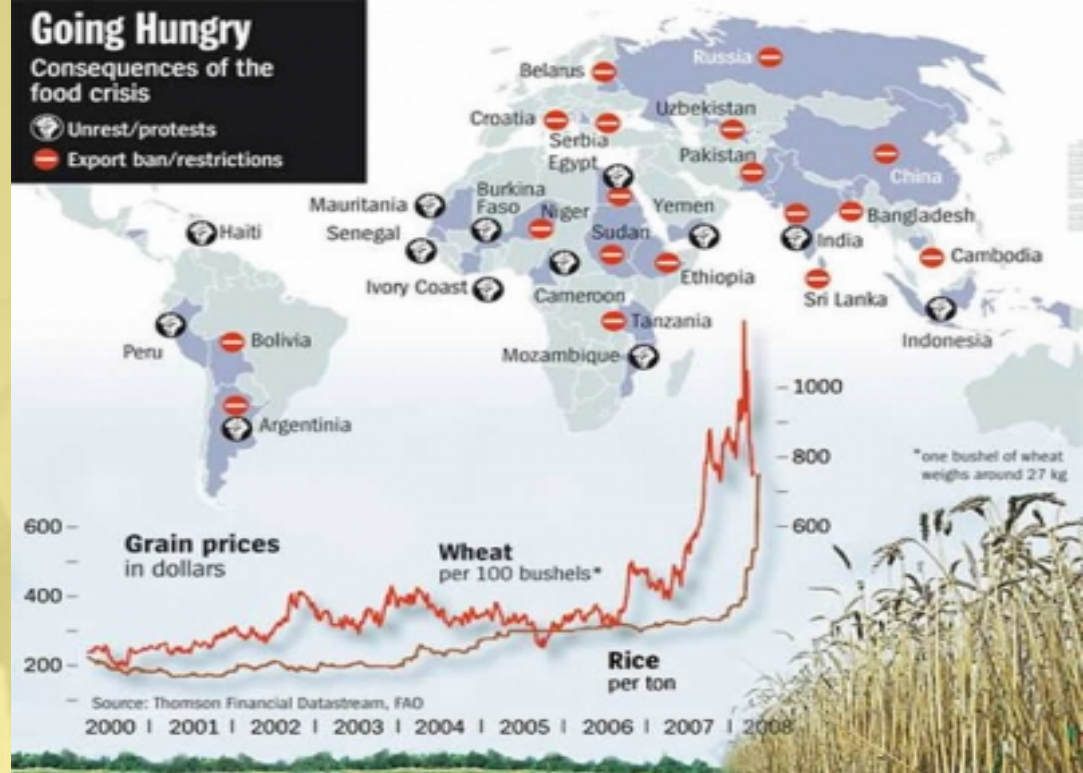 Going Hungry
Consequences of the
food crisis
Unrest/protests
Export ban/restrictions
Russia
Belarus
Uzbekistan
Croatia
Serbia
Pakistan
China
Egypt
Mauritania
Burkina
Faso
Niger
Yemen
Bangladesh
Haiti
Senegal
Sudan
India
Cambodia
Ivory Coast
Cameroon
Ethiopia
Sri Lanka
Tanzania
Indonesia
Peru
Bolivia
Mozambique
Argentinia
1000
800
600
*one bushel of wheat
weighs around 27 kg
600
400
200
Grain prices
in dollars
Wheat
per 100 bushels*
Rice
per ton
Source: Thomson Financial Datastream, FAO
2000 | 2001 | 2002 | 2003 | 2004 | 2005 | 2006 | 2007 | 2008